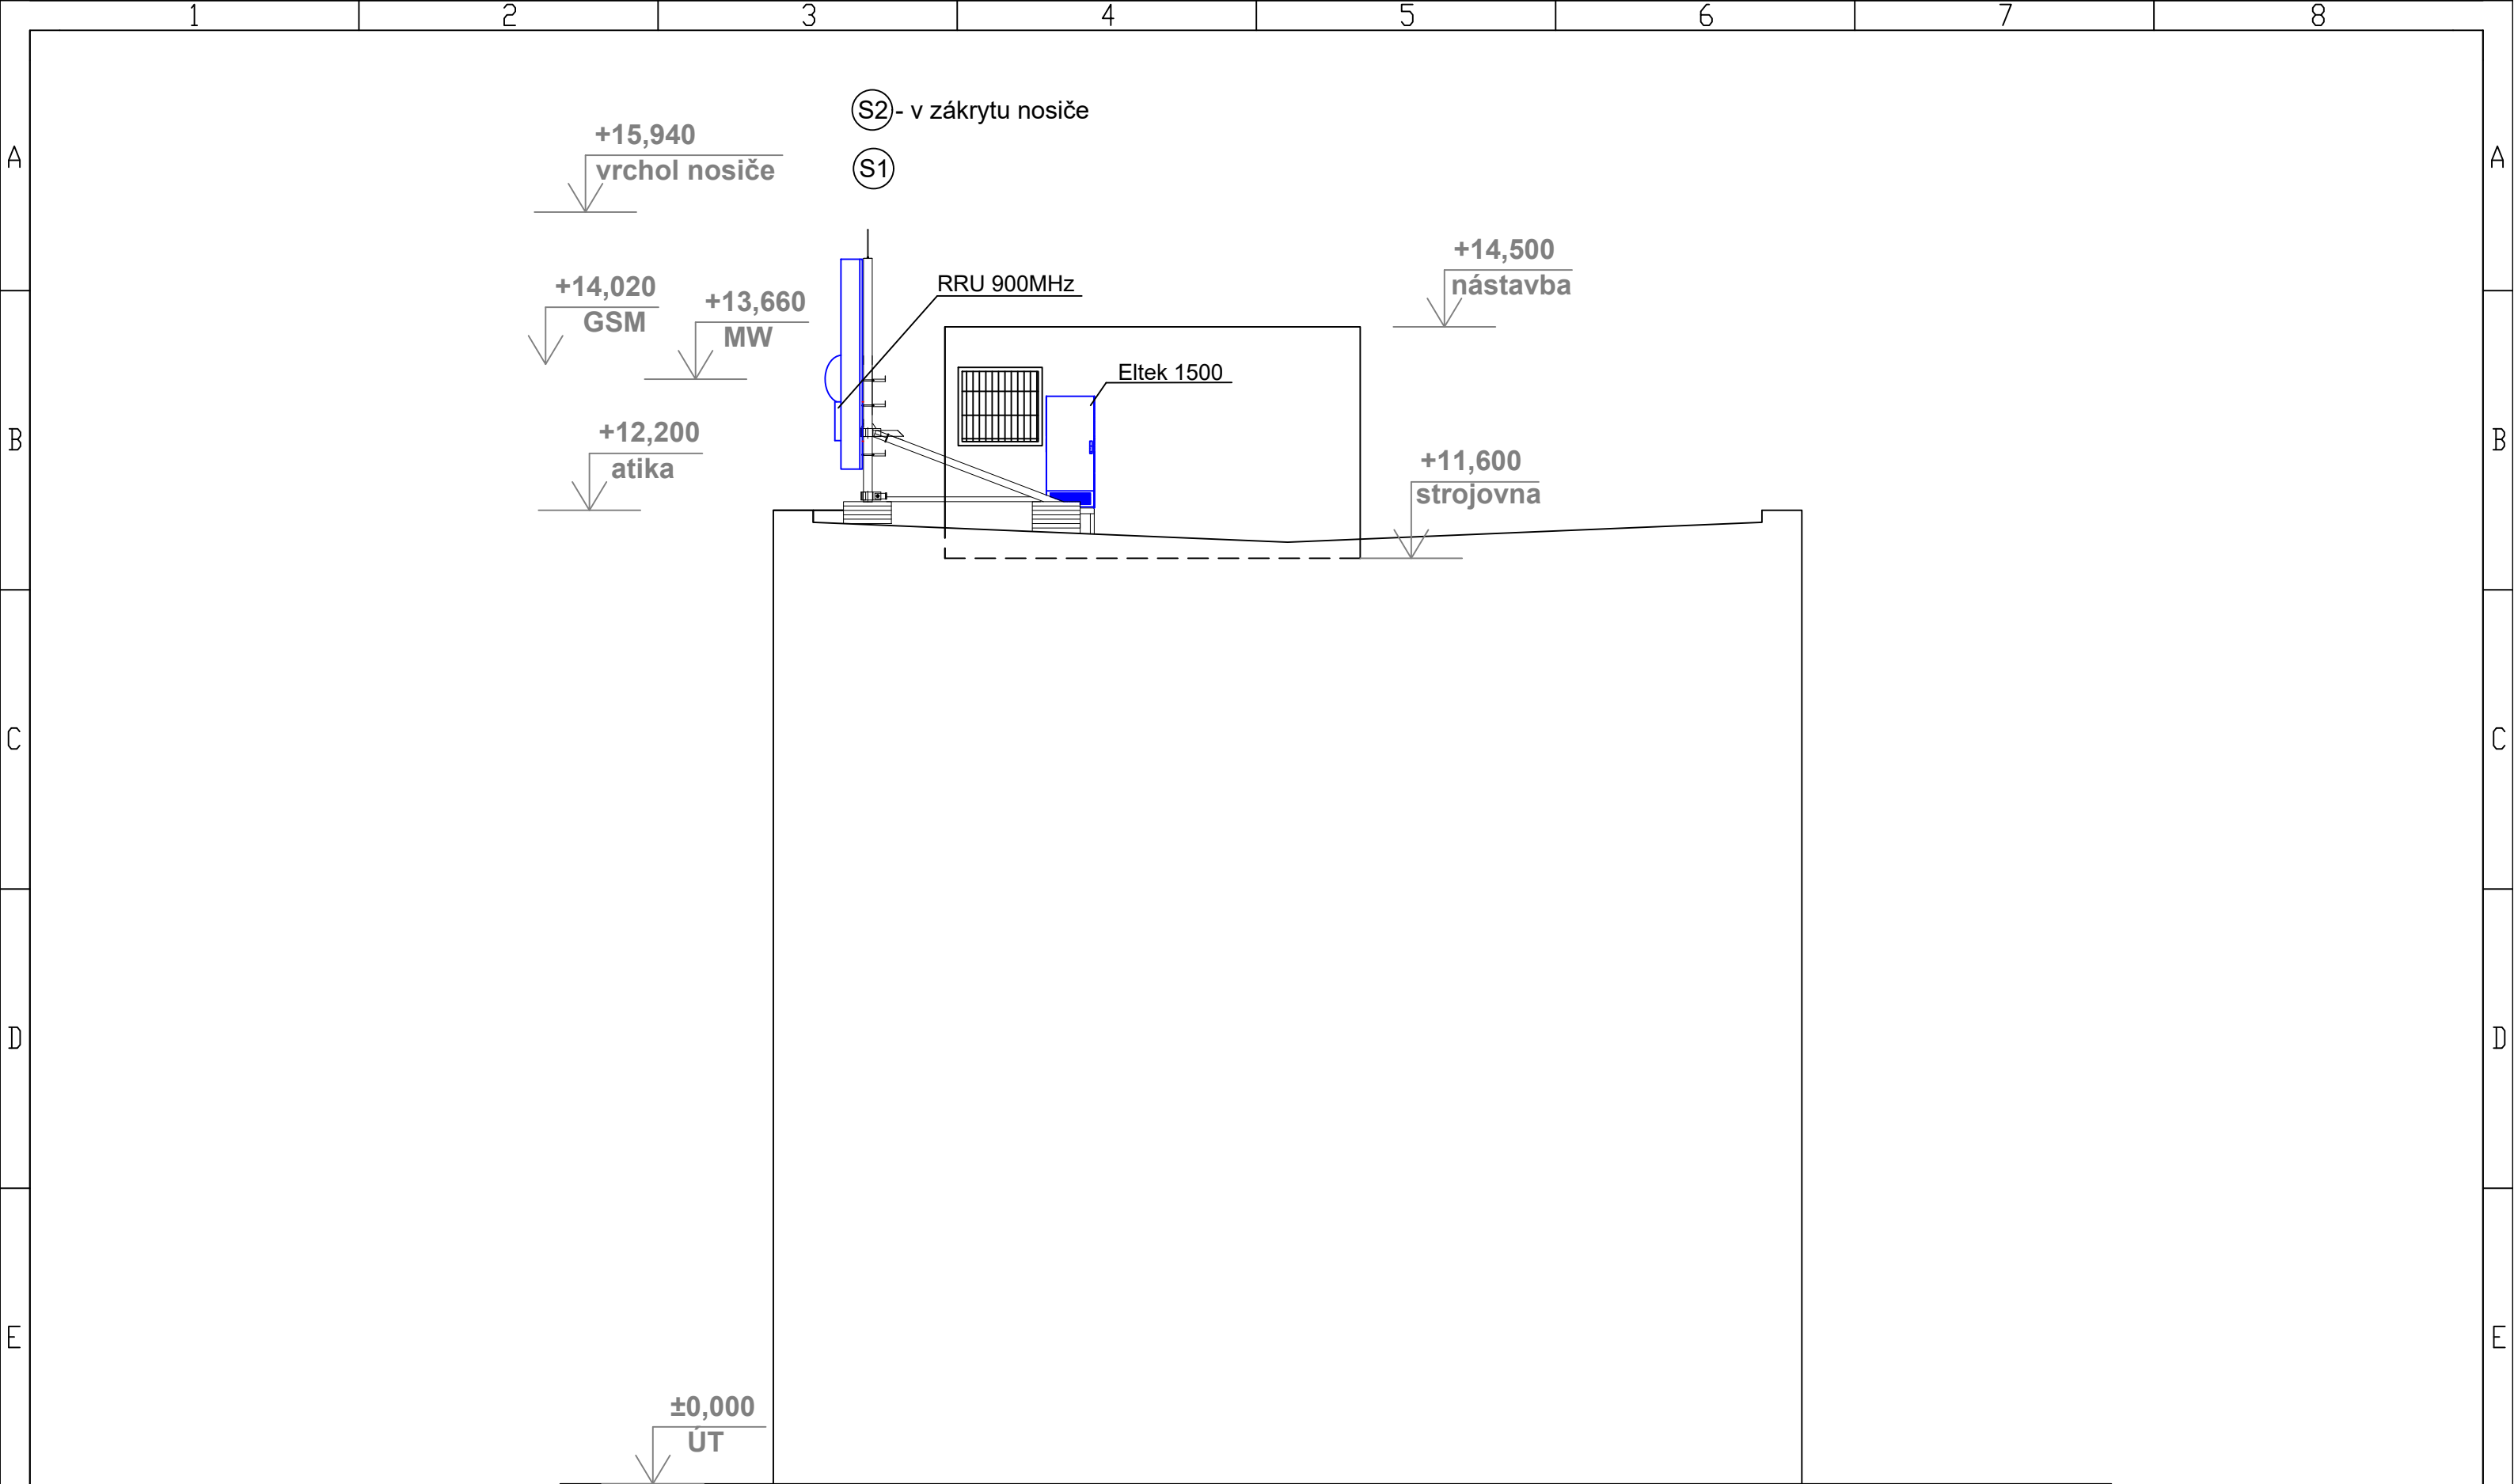 1 2 3 4 5 6 7 8
S2 - v zákrytu nosiče
+15,940
vrchol nosiče
A A
S1
+14,500
nástavba
RRU 900MHz
+14,020
GSM
+13,660
MW
Eltek 1500
+12,200
atika
B B
+11,600
strojovna
C C
D D
E E
±0,000
ÚT